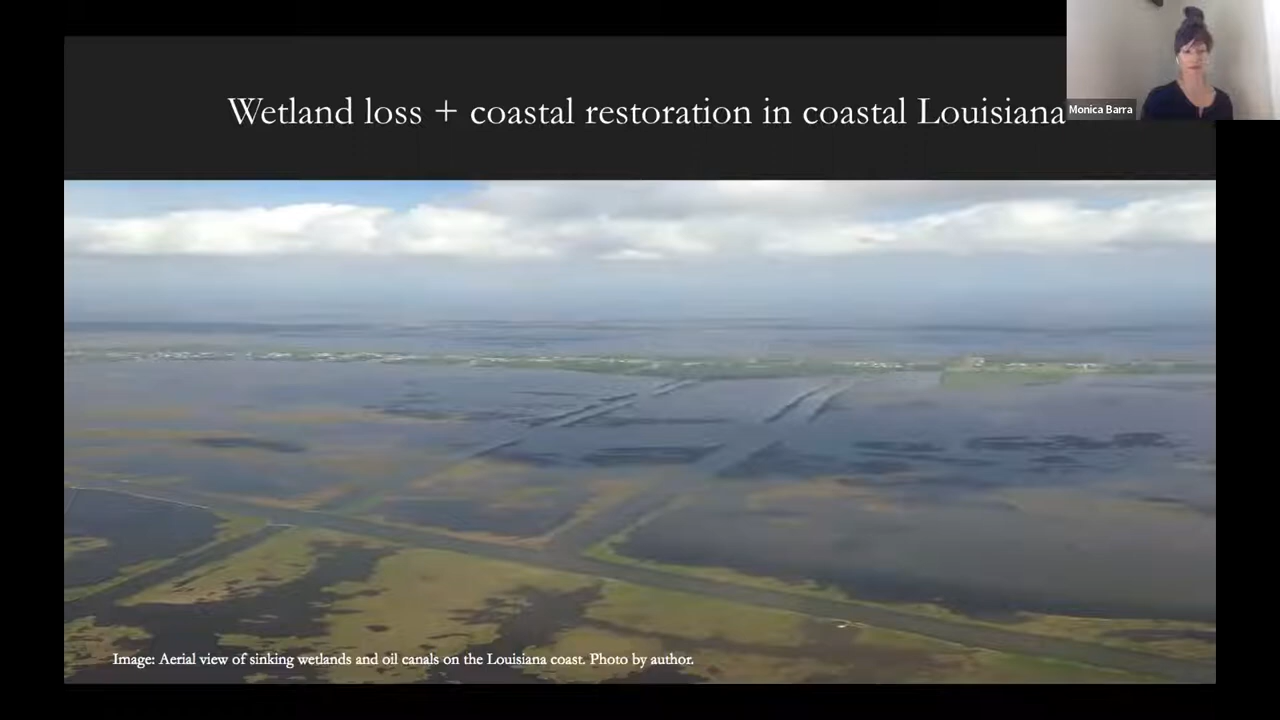 Wetland loss + coastal restoration in coastal Louisiana
Monica Barra
Image: Aerial view of sinking wetlands and oil canals on the Louisiana coast. Photo by author.